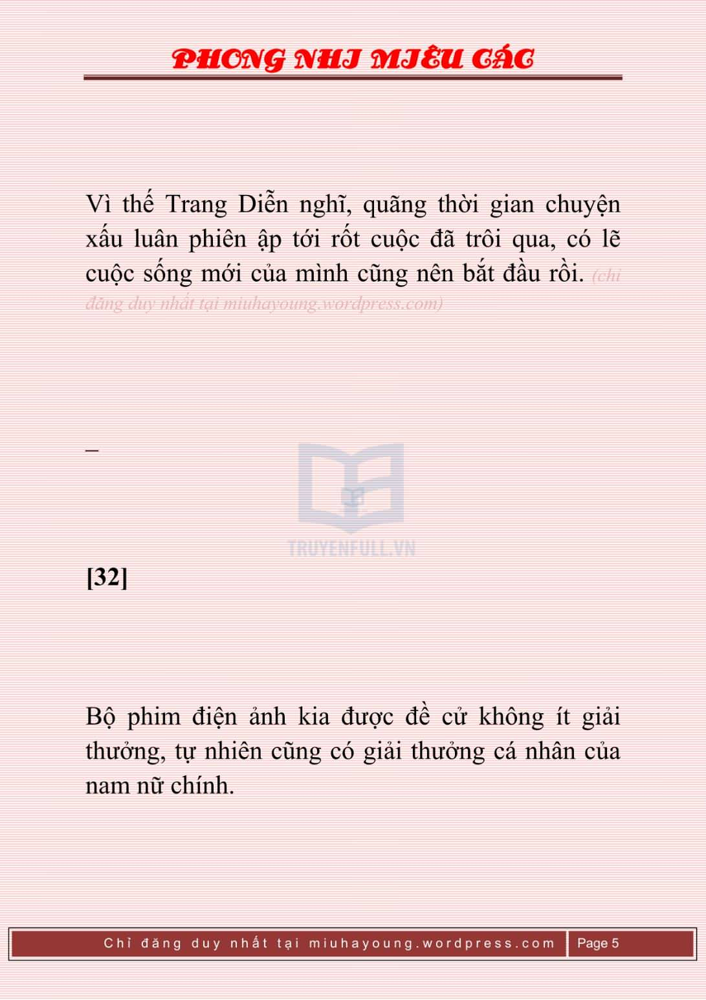 PHONG NHI MIÊU CÁC
Vì thế Trang Diễn nghĩ, quãng thời gian chuyện
xấu luân phiên ập tới rốt cuộc đã trôi qua, có lẽ
cuộc sống mới của mình cũng nên bắt đầu rồi. (chỉ
đăng duy nhất tại miuhayoung.wordpress.com)
–
TRUYENFULL.VN
[32]
Bộ phim điện ảnh kia được đề cử không ít giải
thưởng, tự nhiên cũng có giải thưởng cá nhân của
nam nữ chính.
Chỉ đăng duy nhất tại miuhayoung.wordpress.com Page 5